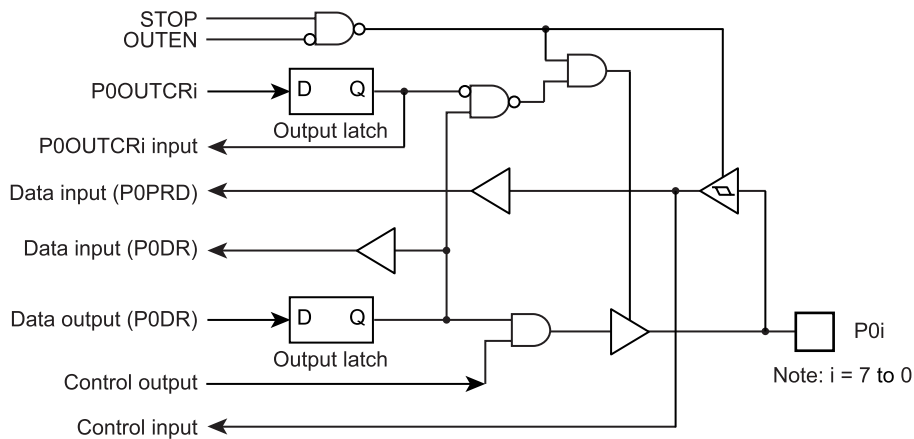 STOP
OUTEN
P0OUTCRi
D Q
Output latch
P0OUTCRi input
Data input (P0PRD)
Data input (P0DR)
Data output (P0DR)
D Q
Output latch
P0i
Note: i = 7 to 0
Control output
Control input